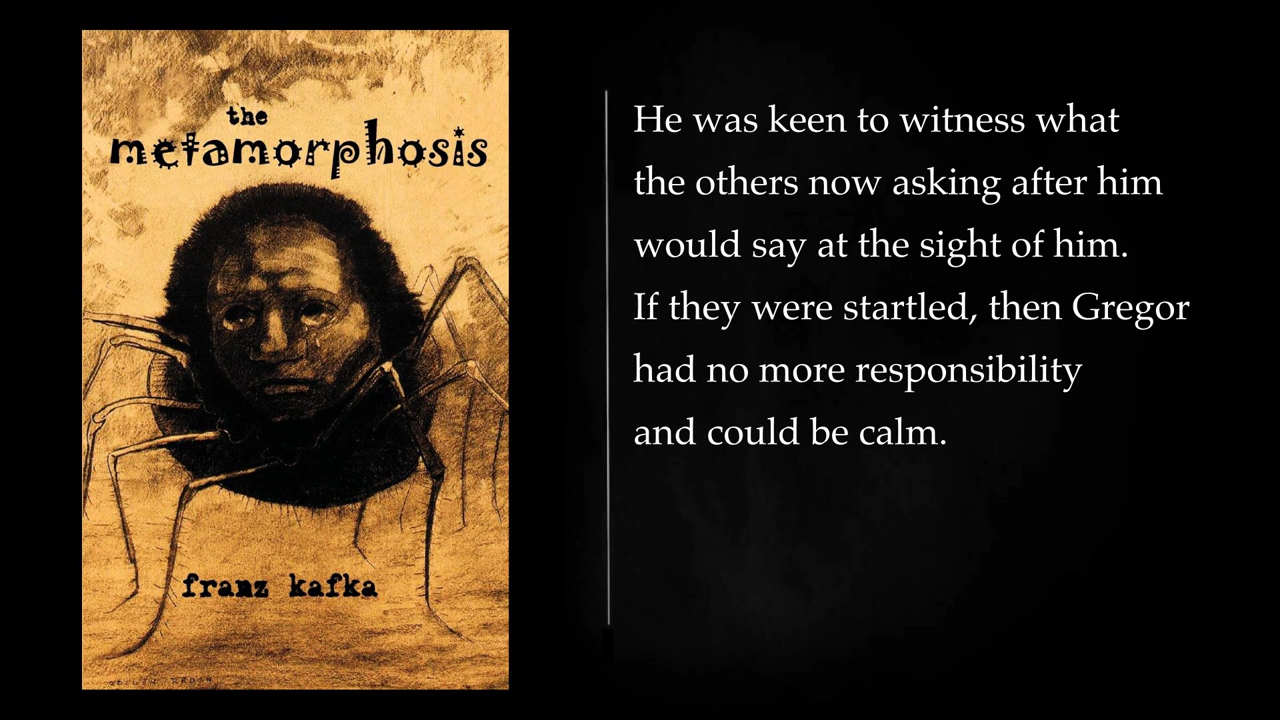 the
metamorphosis
franz kafka
He was keen to witness what
the others now asking after him
would say at the sight of him.
If they were startled, then Gregor
had no more responsibility
and could be calm.